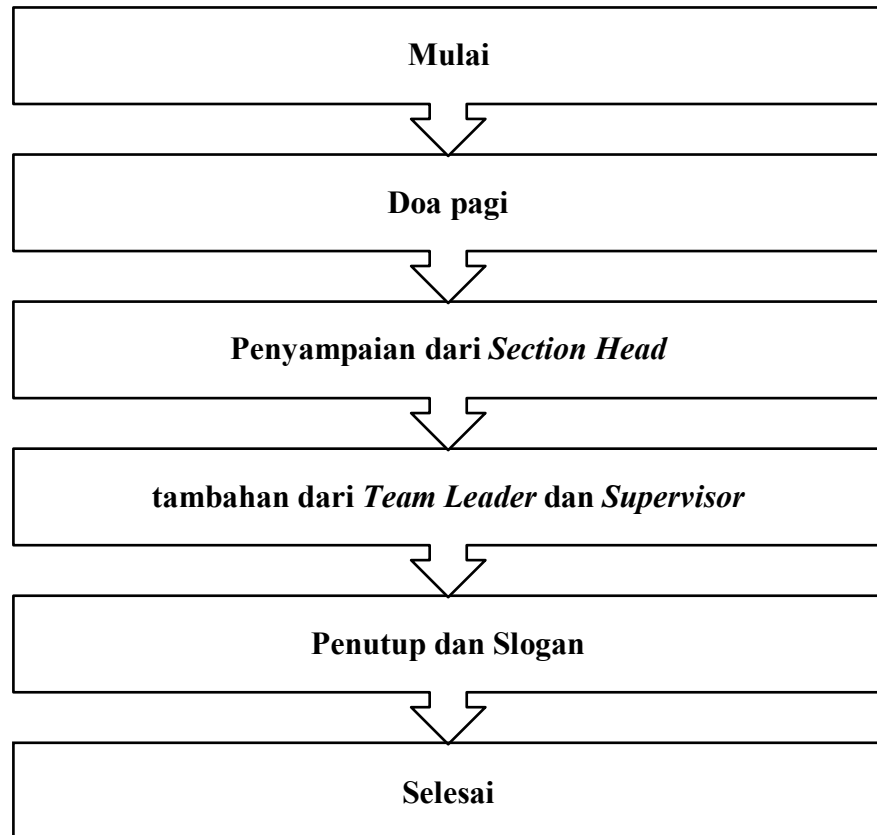 Mulai
Doa pagi
Penyampaian dari Section Head
tambahan dari Team Leader dan Supervisor
Penutup dan Slogan
Selesai